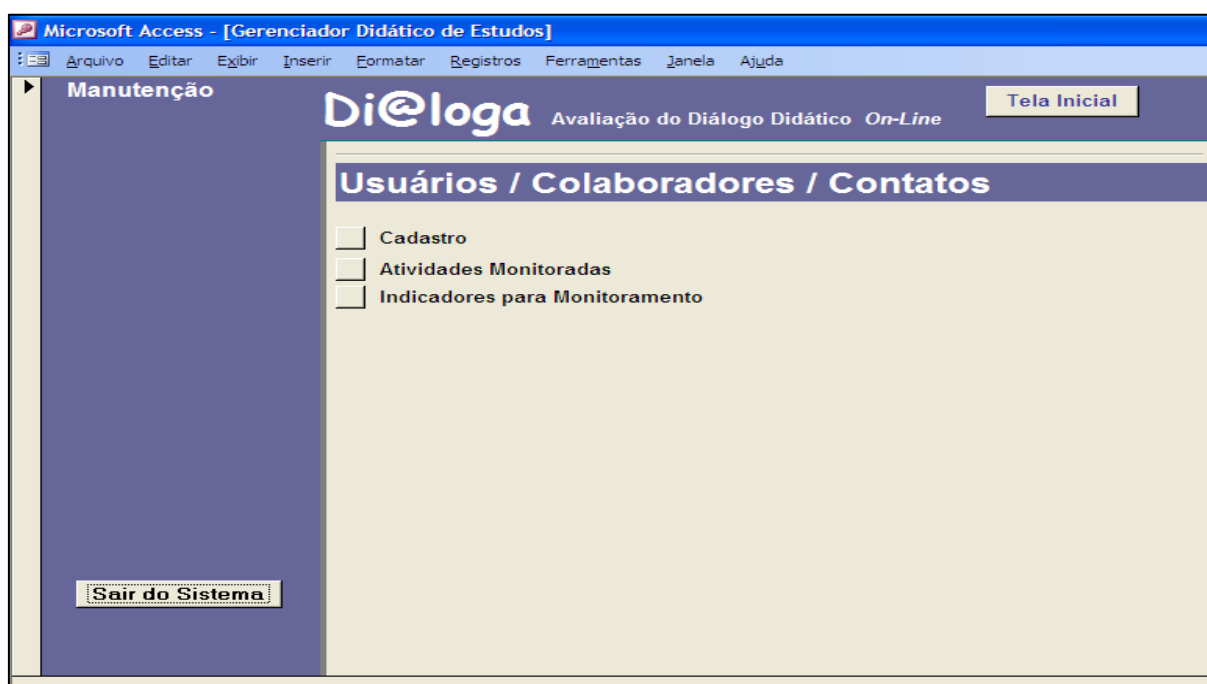 Microsoft Access - [Gerenciador Didático de Estudos]
Arquivo Editar Exibir Inserir Formatar Registros Ferramentas Janela Ajuda
Manutenção
Di@loga Avaliação do Diálogo Didático On-Line
Tela Inicial
Usuários / Colaboradores / Contatos
Cadastro
Atividades Monitoradas
Indicadores para Monitoramento
Sair do Sistema